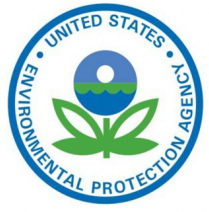 UNITED STATES
ENVIRONMENTAL PROTECTION AGENCY